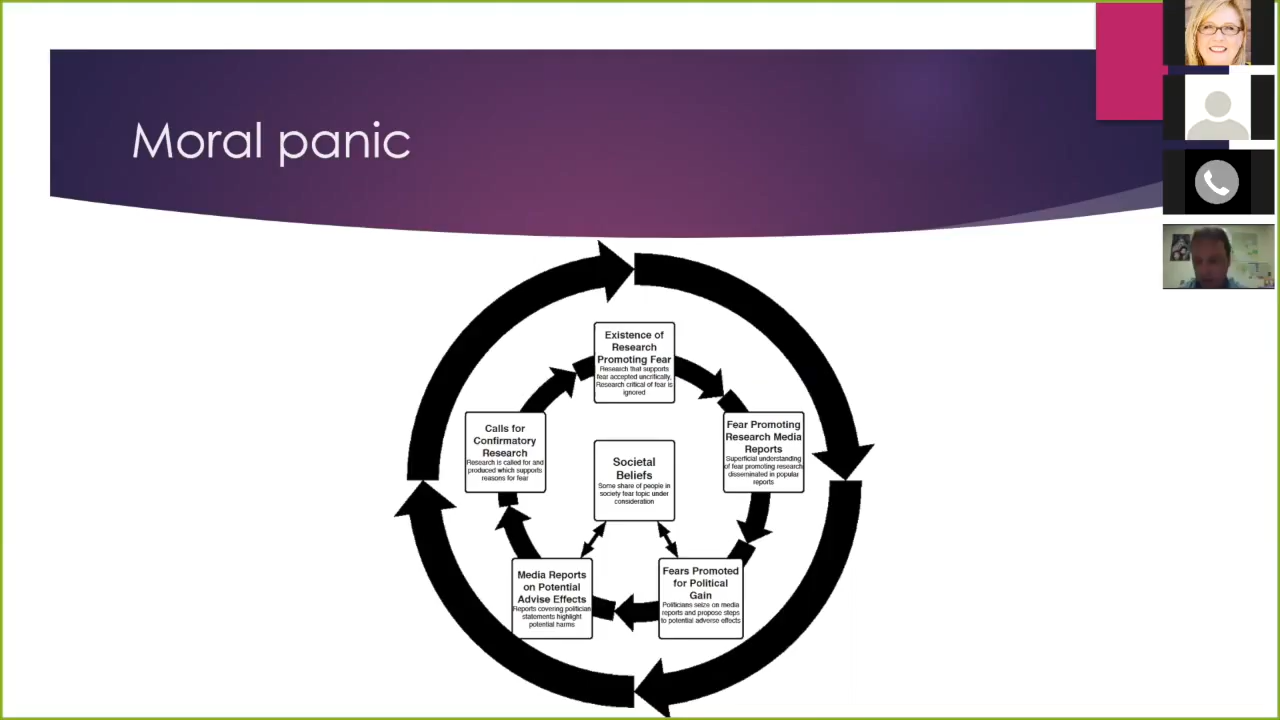 Moral panic
Existence of
Research
Promoting Fear
Research that supports
fear accepted uncritically,
Research critical of fear is
ignored
Calls for
Confirmatory
Research
Research is called for and
produced which supports
reasons for fear
Fear Promoting
Research Media
Reports
Superficial understanding
of fear promoting research
disseminated in popular
reports
Societal
Beliefs
Some share of people in
society fear topic under
consideration
Media Reports
on Potential
Advise Effects
Reports covering politician
statements highlight
potential harms
Fears Promoted
for Political
Gain
Politicians seize on media
reports and propose steps
to potential adverse effects